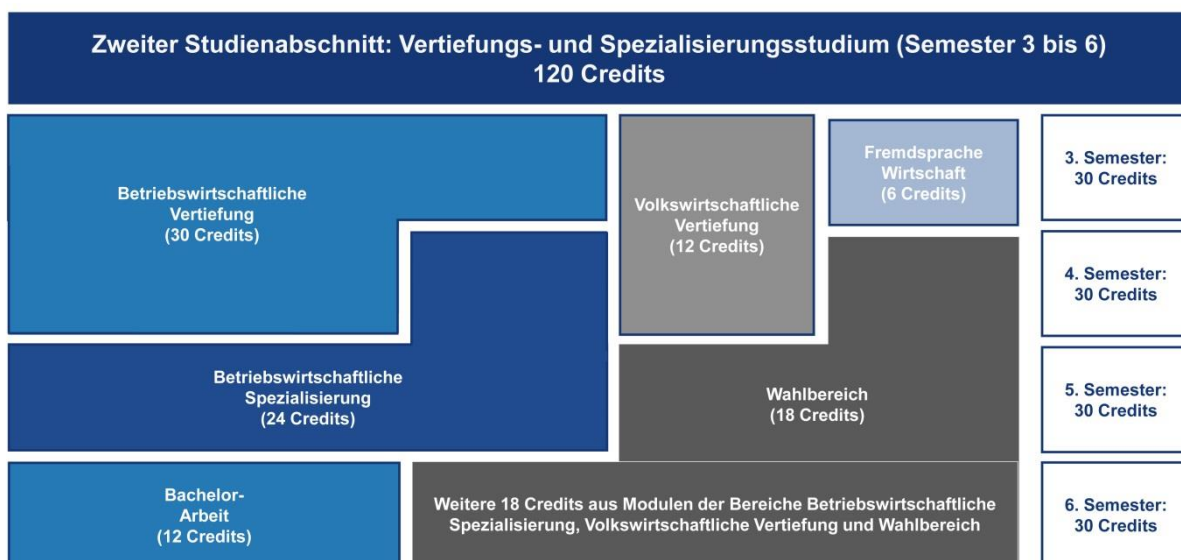 Zweiter Studienabschnitt: Vertiefungs- und Spezialisierungsstudium (Semester 3 bis 6)
120 Credits
Betriebswirtschaftliche
Vertiefung
(30 Credits)
Volkswirtschaftliche
Vertiefung
(12 Credits)
Fremdsprache
Wirtschaft
(6 Credits)
3. Semester:
30 Credits
4. Semester:
30 Credits
Betriebswirtschaftliche
Spezialisierung
(24 Credits)
Wahlbereich
(18 Credits)
5. Semester:
30 Credits
Bachelor-
Arbeit
(12 Credits)
Weitere 18 Credits aus Modulen der Bereiche Betriebswirtschaftliche
Spezialisierung, Volkswirtschaftliche Vertiefung und Wahlbereich
6. Semester:
30 Credits